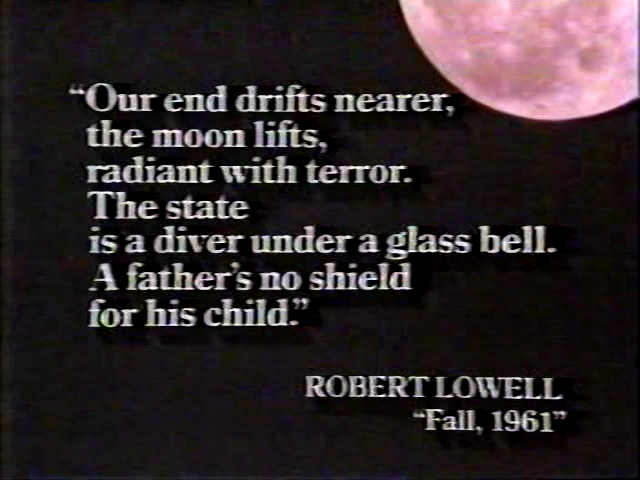 “Our end drifts nearer,
the moon lifts,
radiant with terror.
The state
is a diver under a glass bell.
A father’s no shield
for his child.”
ROBERT LOWELL
“Fall, 1961”